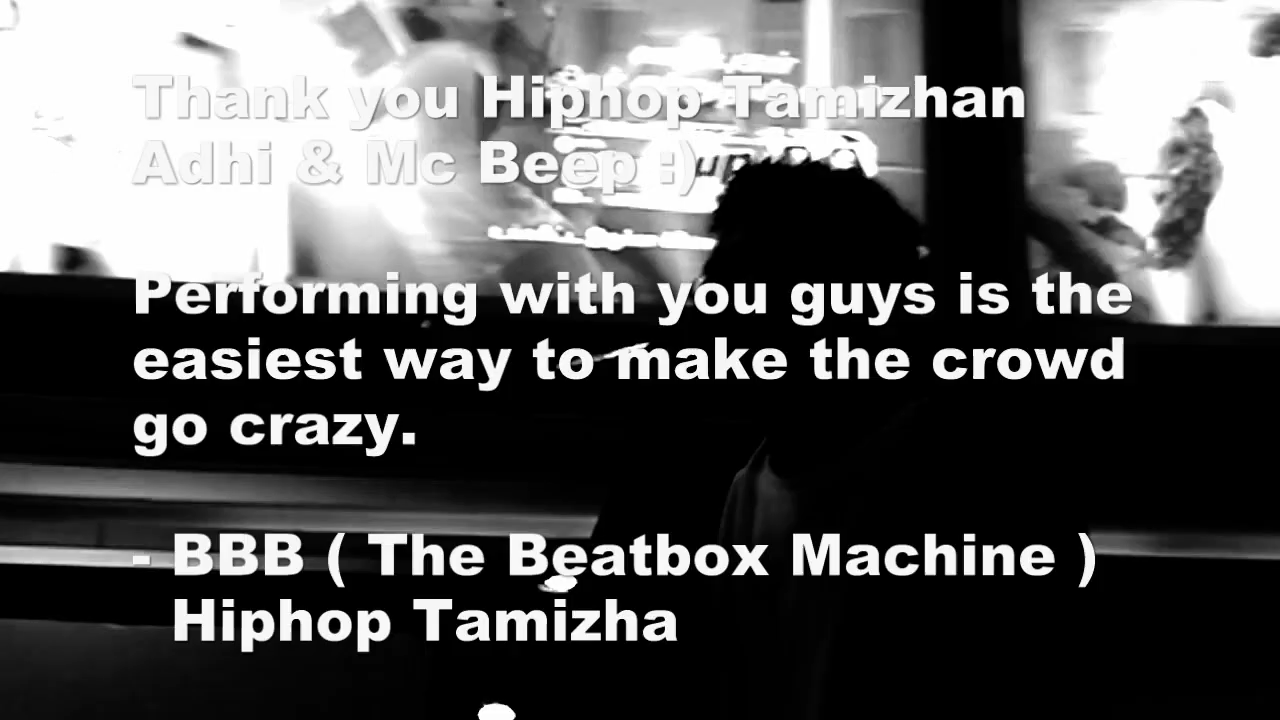 Thank you Hiphop Tamizhan
Adhi & Mc Beep :)
Performing with you guys is the
easiest way to make the crowd
go crazy.
- BBB ( The Beatbox Machine )
Hiphop Tamizha